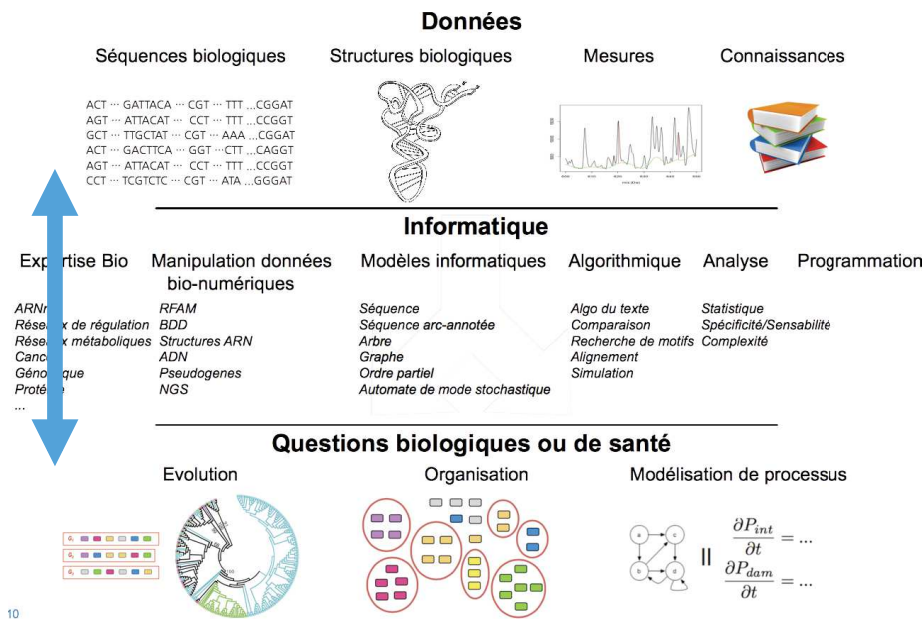 Données
Séquences biologiques
Structures biologiques
Mesures
Connaissances
ACT ··· GATTACA ··· CGT ··· TTT ...CGGAT
AGT ··· ATTACAT ··· CCT ··· TTT ...CCGGT
GCT ··· TTGCTAT ··· CGT ··· AAA ...CGGAT
ACT ··· GACTTCA ··· GGT ···CTT ...CAGGT
AGT ··· ATTACAT ··· CCT ··· TTT ...CCGGT
CCT ··· TCGTCTC ··· CGT ··· ATA ...GGGAT
Informatique
Expertise Bio
Manipulation données
bio-numériques
Modèles informatiques
Algorithmique
Analyse
Programmation
Réseaux de régulation
Réseaux métaboliques
Génomique
...
RFAM
BDD
Structures ARN
ADN
Pseudogenes
NGS
Séquence
Séquence arc-annotée
Arbre
Graphe
Ordre partiel
Automate de mode stochastique
Algo du texte
Comparaison
Recherche de motifs
Alignement
Simulation
Statistique
Spécificité/Sensabilité
Complexité
Questions biologiques ou de santé
Evolution
Organisation
Modélisation de processus
a
c
b
d
∂P_int/∂t = ...
∂P_dam/∂t = ...
10